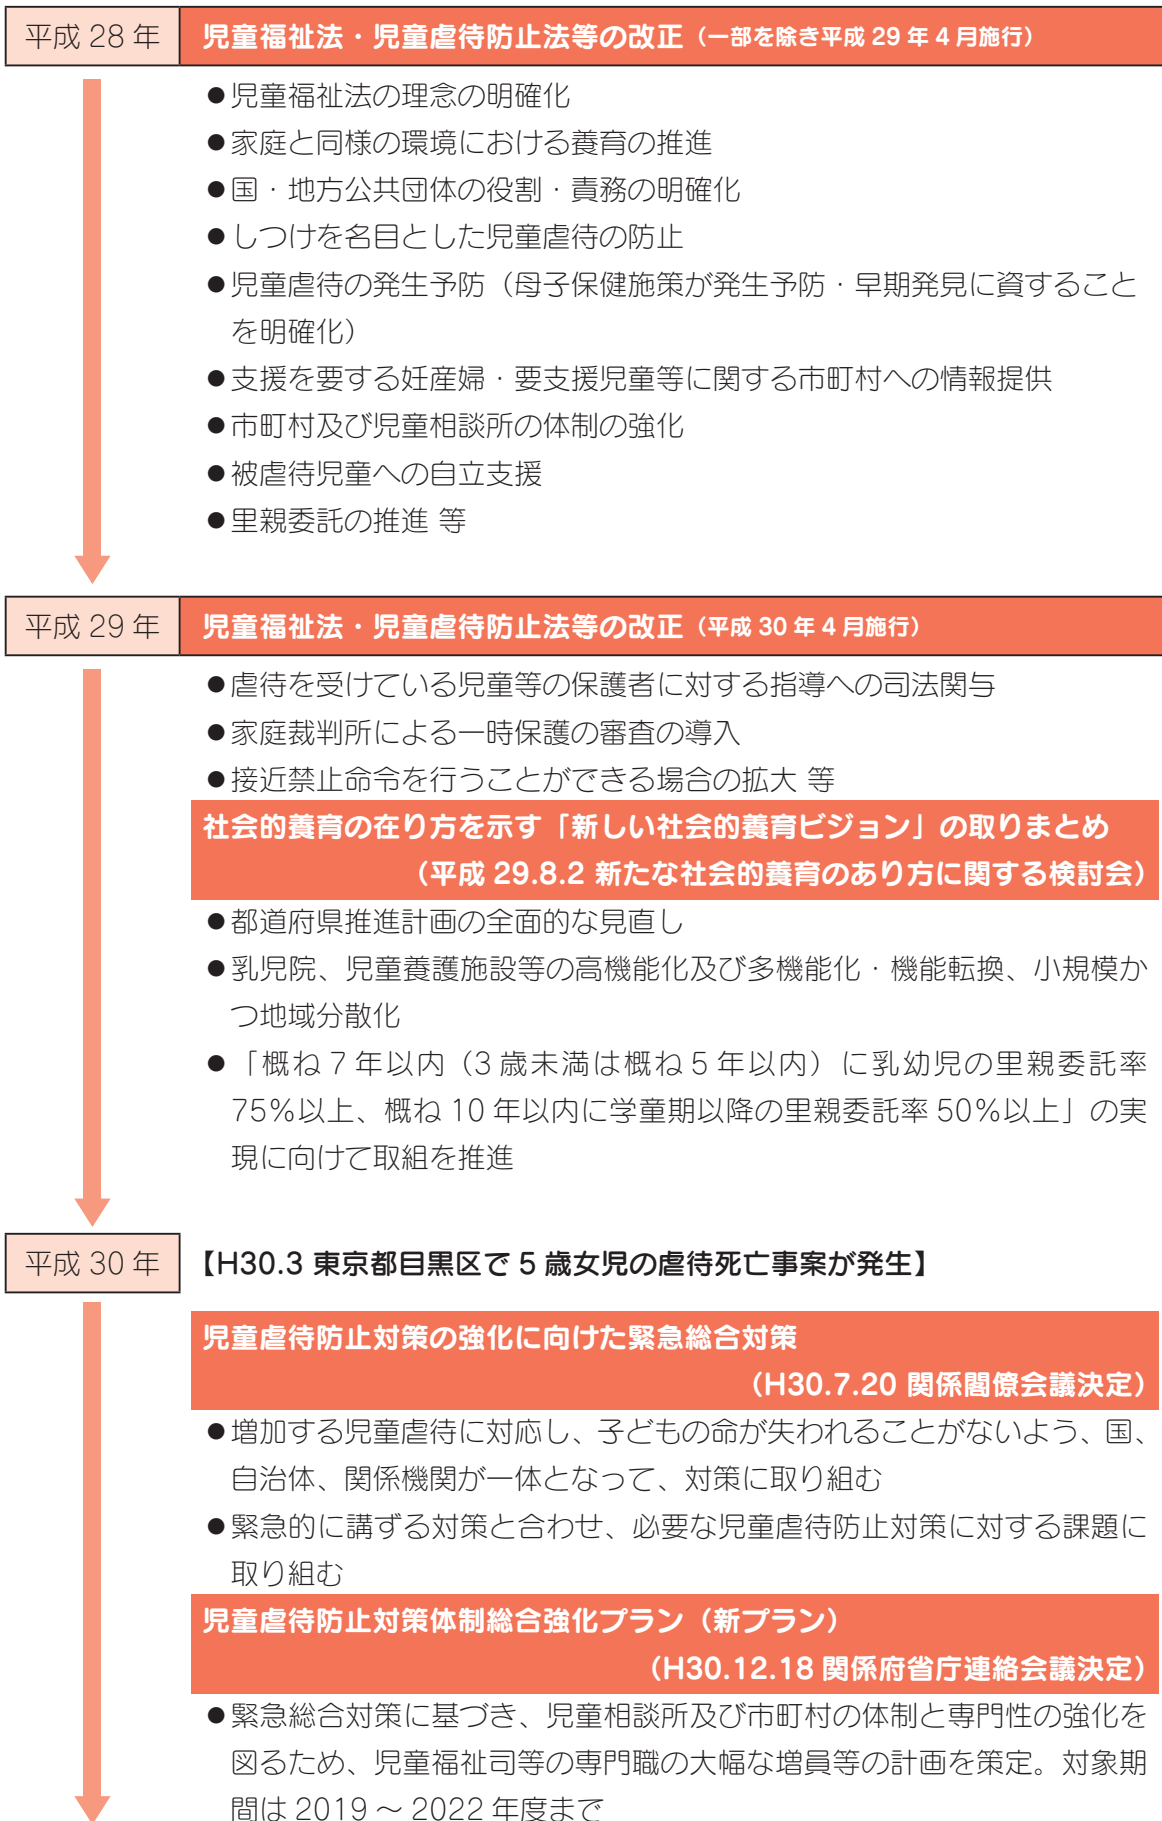 平成 28 年 児童福祉法・児童虐待防止法等の改正（一部を除き平成 29 年 4 月施行）
●児童福祉法の理念の明確化
●家庭と同様の環境における養育の推進
●国・地方公共団体の役割・責務の明確化
●しつけを名目とした児童虐待の防止
●児童虐待の発生予防（母子保健施策が発生予防・早期発見に資すること
を明確化）
●支援を要する妊産婦・要支援児童等に関する市町村への情報提供
●市町村及び児童相談所の体制の強化
●被虐待児童への自立支援
●里親委託の推進 等
平成 29 年 児童福祉法・児童虐待防止法等の改正（平成 30 年 4 月施行）
●虐待を受けている児童等の保護者に対する指導への司法関与
●家庭裁判所による一時保護の審査の導入
●接近禁止命令を行うことができる場合の拡大 等
社会的養育の在り方を示す「新しい社会的養育ビジョン」の取りまとめ
（平成 29.8.2 新たな社会的養育のあり方に関する検討会）
●都道府県推進計画の全面的な見直し
●乳児院、児童養護施設等の高機能化及び多機能化・機能転換、小規模か
つ地域分散化
●「概ね 7 年以内（3 歳未満は概ね 5 年以内）に乳幼児の里親委託率
75％以上、概ね 10 年以内に学童期以降の里親委託率 50％以上」の実
現に向けて取組を推進
平成 30 年 【H30.3 東京都目黒区で 5 歳女児の虐待死亡事案が発生】
児童虐待防止対策の強化に向けた緊急総合対策
（H30.7.20 関係閣僚会議決定）
●増加する児童虐待に対応し、子どもの命が失われることがないよう、国、
自治体、関係機関が一体となって、対策に取り組む
●緊急的に講ずる対策と合わせ、必要な児童虐待防止対策に対する課題に
取り組む
児童虐待防止対策体制総合強化プラン（新プラン）
（H30.12.18 関係府省庁連絡会議決定）
●緊急総合対策に基づき、児童相談所及び市町村の体制と専門性の強化を
図るため、児童福祉司等の専門職の大幅な増員等の計画を策定。対象期
間は 2019 ～ 2022 年度まで